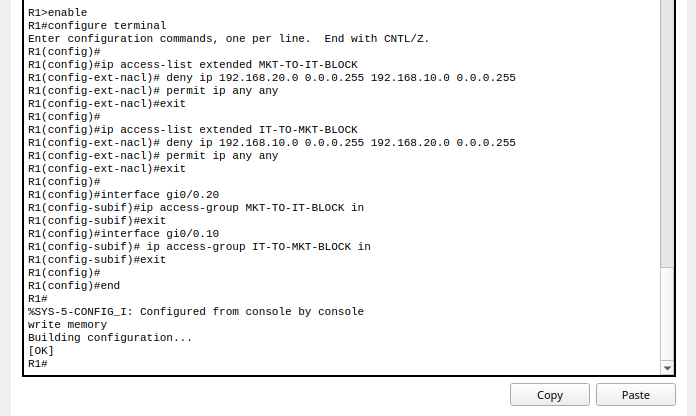 R1>enable
R1#configure terminal
Enter configuration commands, one per line.  End with CNTL/Z.
R1(config)#
R1(config)#ip access-list extended MKT-TO-IT-BLOCK
R1(config-ext-nacl)# deny ip 192.168.20.0 0.0.0.255 192.168.10.0 0.0.0.255
R1(config-ext-nacl)# permit ip any any
R1(config-ext-nacl)#exit
R1(config)#
R1(config)#ip access-list extended IT-TO-MKT-BLOCK
R1(config-ext-nacl)# deny ip 192.168.10.0 0.0.0.255 192.168.20.0 0.0.0.255
R1(config-ext-nacl)# permit ip any any
R1(config-ext-nacl)#exit
R1(config)#
R1(config)#interface gi0/0.20
R1(config-subif)#ip access-group MKT-TO-IT-BLOCK in
R1(config-subif)#exit
R1(config)#interface gi0/0.10
R1(config-subif)# ip access-group IT-TO-MKT-BLOCK in
R1(config-subif)#exit
R1(config)#
R1(config)#end
R1#
%SYS-5-CONFIG_I: Configured from console by console
write memory
Building configuration...
[OK]
R1#
Copy
Paste